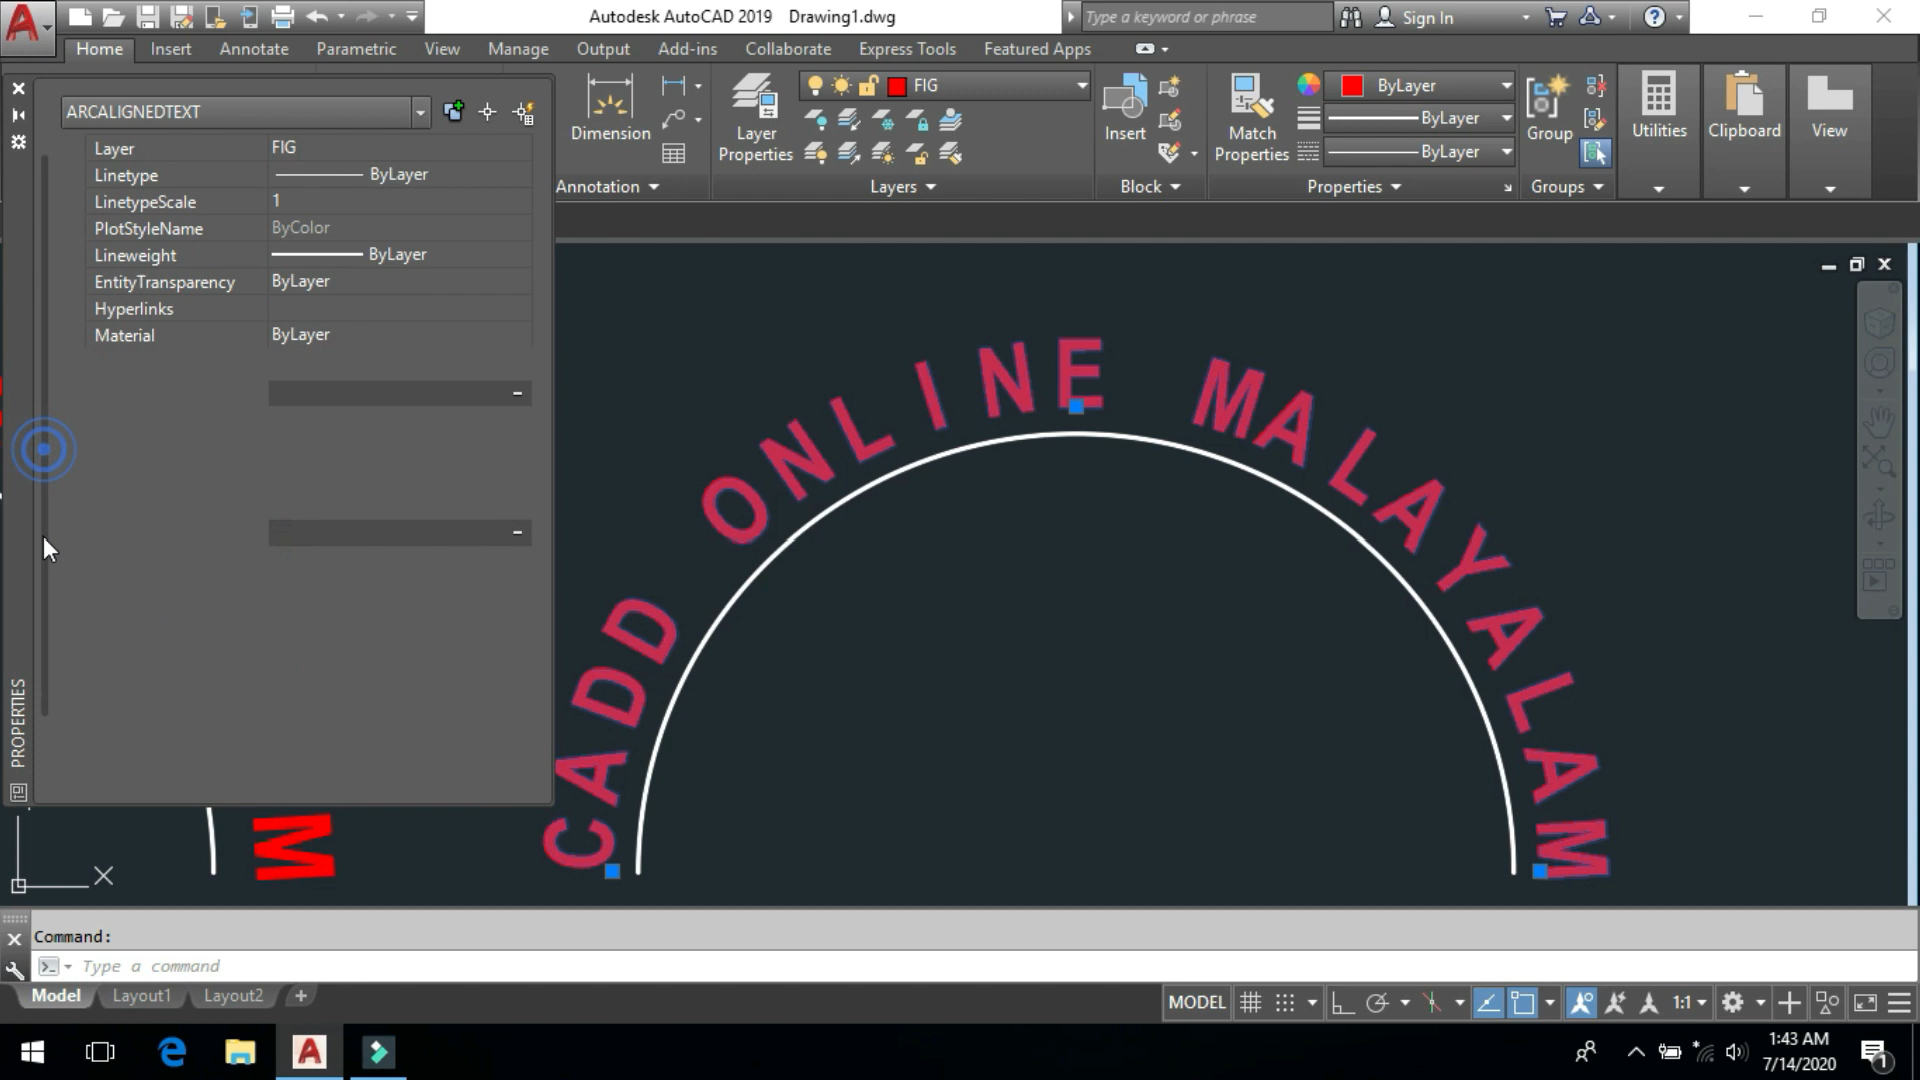 Autodesk AutoCAD 2019 Drawing1.dwg
Type a keyword or phrase
Sign In
Home Insert Annotate Parametric View Manage Output Add-ins Collaborate Express Tools Featured Apps
ARCALIGNEDTEXT
Layer FIG
Linetype ByLayer
LinetypeScale 1
PlotStyleName ByColor
Lineweight ByLayer
EntityTransparency ByLayer
Hyperlinks
Material ByLayer
PROPERTIES
Dimension
Annotation
Layer
Properties
FIG
Layers
Insert
Block
Match
Properties
ByLayer
ByLayer
ByLayer
Properties
Group
Groups
Utilities
Clipboard
View
CADD ONLINE MALAYALAM
M
X
Command:
Type a command
Model Layout1 Layout2 +
MODEL
1:1
1:43 AM
7/14/2020
1